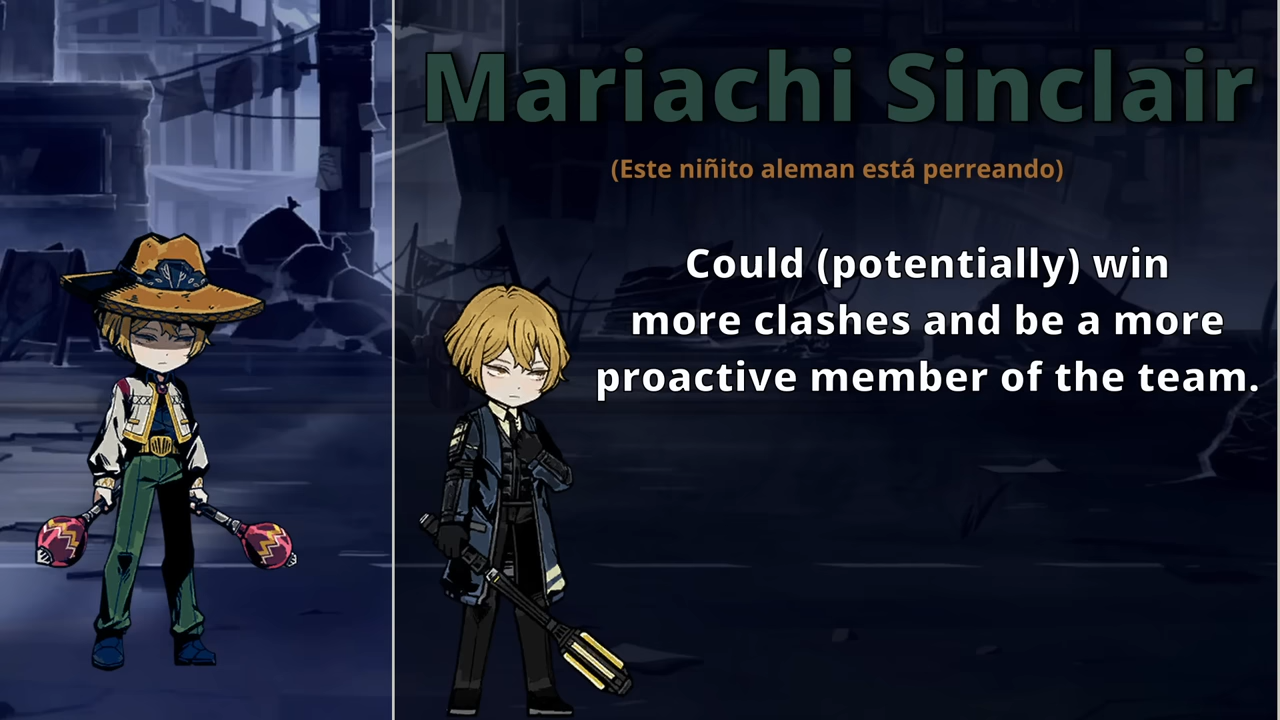 Mariachi Sinclair
(Este niñito aleman está perreando)
Could (potentially) win
more clashes and be a more
proactive member of the team.